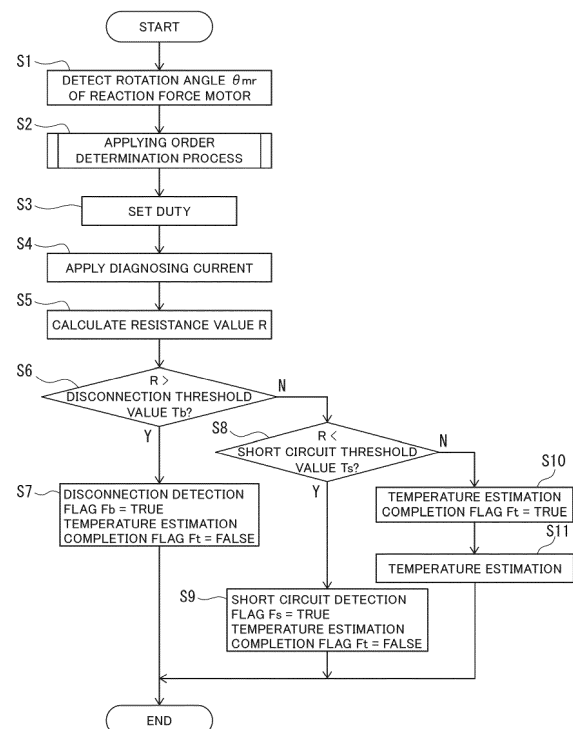 START
S1
DETECT ROTATION ANGLE θmr
OF REACTION FORCE MOTOR
S2
APPLYING ORDER
DETERMINATION PROCESS
S3
SET DUTY
S4
APPLY DIAGNOSING CURRENT
S5
CALCULATE RESISTANCE VALUE R
S6
R >
DISCONNECTION THRESHOLD
VALUE Tb?
N
Y
S8
R <
SHORT CIRCUIT THRESHOLD
VALUE Ts?
N
Y
S10
TEMPERATURE ESTIMATION
COMPLETION FLAG Ft = TRUE
S7
DISCONNECTION DETECTION
FLAG Fb = TRUE
TEMPERATURE ESTIMATION
COMPLETION FLAG Ft = FALSE
S11
TEMPERATURE ESTIMATION
S9
SHORT CIRCUIT DETECTION
FLAG Fs = TRUE
TEMPERATURE ESTIMATION
COMPLETION FLAG Ft = FALSE
END